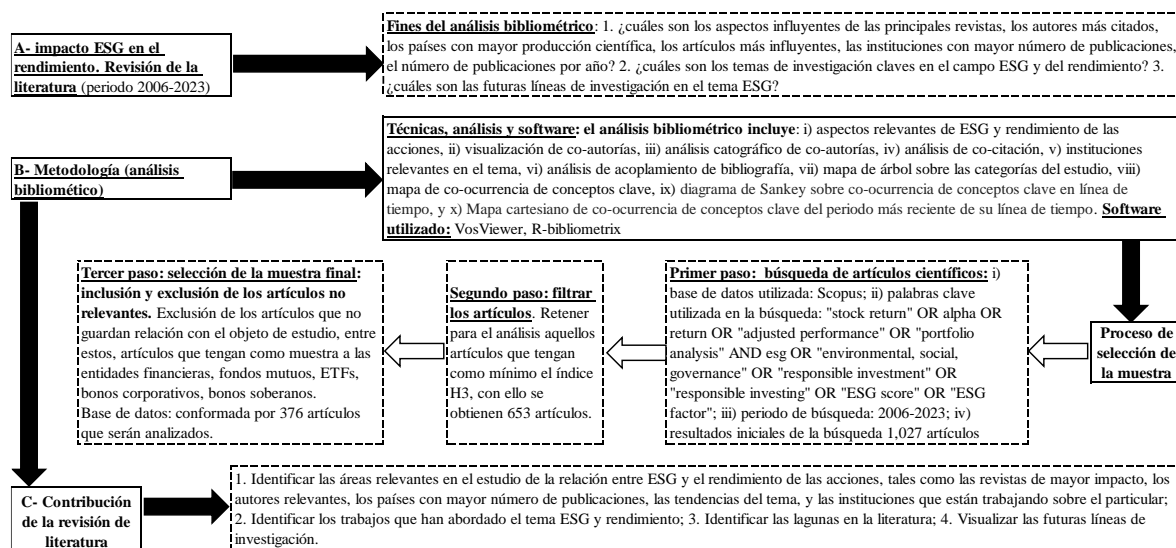 A- impacto ESG en el
rendimiento. Revisión de la
literatura (periodo 2006-2023)
Fines del análisis bibliométrico: 1. ¿cuáles son los aspectos influyentes de las principales revistas, los autores más citados,
los países con mayor producción científica, los artículos más influyentes, las instituciones con mayor número de publicaciones,
el número de publicaciones por año? 2. ¿cuáles son los temas de investigación claves en el campo ESG y del rendimiento? 3.
¿cuáles son las futuras líneas de investigación en el tema ESG?
B- Metodología (análisis
bibliomético)
Técnicas, análisis y software: el análisis bibliométrico incluye: i) aspectos relevantes de ESG y rendimiento de las
acciones, ii) visualización de co-autorías, iii) análisis catográfico de co-autorías, iv) análisis de co-citación, v) instituciones
relevantes en el tema, vi) análisis de acoplamiento de bibliografía, vii) mapa de árbol sobre las categorías del estudio, viii)
mapa de co-ocurrencia de conceptos clave, ix) diagrama de Sankey sobre co-ocurrencia de conceptos clave en línea de
tiempo, y x) Mapa cartesiano de co-ocurrencia de conceptos clave del periodo más reciente de su línea de tiempo. Software
utilizado: VosViewer, R-bibliometrix
Proceso de
selección de
la muestra
Primer paso: búsqueda de artículos científicos: i)
base de datos utilizada: Scopus; ii) palabras clave
utilizada en la búsqueda: "stock return" OR alpha OR
return OR "adjusted performance" OR "portfolio
analysis" AND esg OR "environmental, social,
governance" OR "responsible investment" OR
"responsible investing" OR "ESG score" OR "ESG
factor"; iii) periodo de búsqueda: 2006-2023; iv)
resultados iniciales de la búsqueda 1,027 artículos
Segundo paso: filtrar
los artículos. Retener
para el análisis aquellos
artículos que tengan
como mínimo el índice
H3, con ello se
obtienen 653 artículos.
Tercer paso: selección de la muestra final:
inclusión y exclusión de los artículos no
relevantes. Exclusión de los artículos que no
guardan relación con el objeto de estudio, entre
estos, artículos que tengan como muestra a las
entidades financieras, fondos mutuos, ETFs,
bonos corporativos, bonos soberanos.
Base de datos: conformada por 376 artículos
que serán analizados.
C- Contribución
de la revisión de
literatura
1. Identificar las áreas relevantes en el estudio de la relación entre ESG y el rendimiento de las acciones, tales como las revistas de mayor impacto, los
autores relevantes, los países con mayor número de publicaciones, las tendencias del tema, y las instituciones que están trabajando sobre el particular;
2. Identificar los trabajos que han abordado el tema ESG y rendimiento; 3. Identificar las lagunas en la literatura; 4. Visualizar las futuras líneas de
investigación.